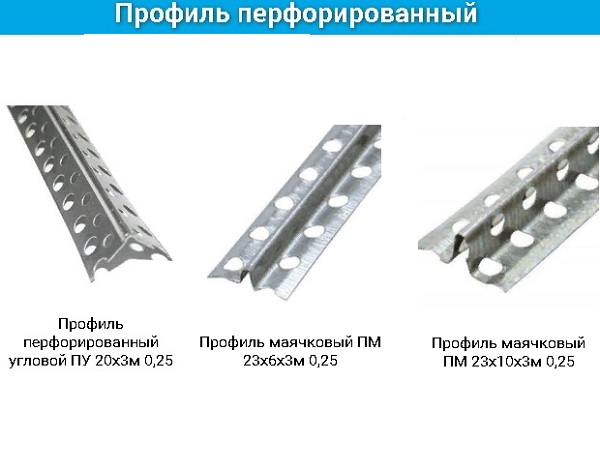 Профиль перфорированный
Профиль
перфорированный
угловой ПУ 20х3м 0,25
Профиль маячковый ПМ
23х6х3м 0,25
Профиль маячковый
ПМ 23х10х3м 0,25